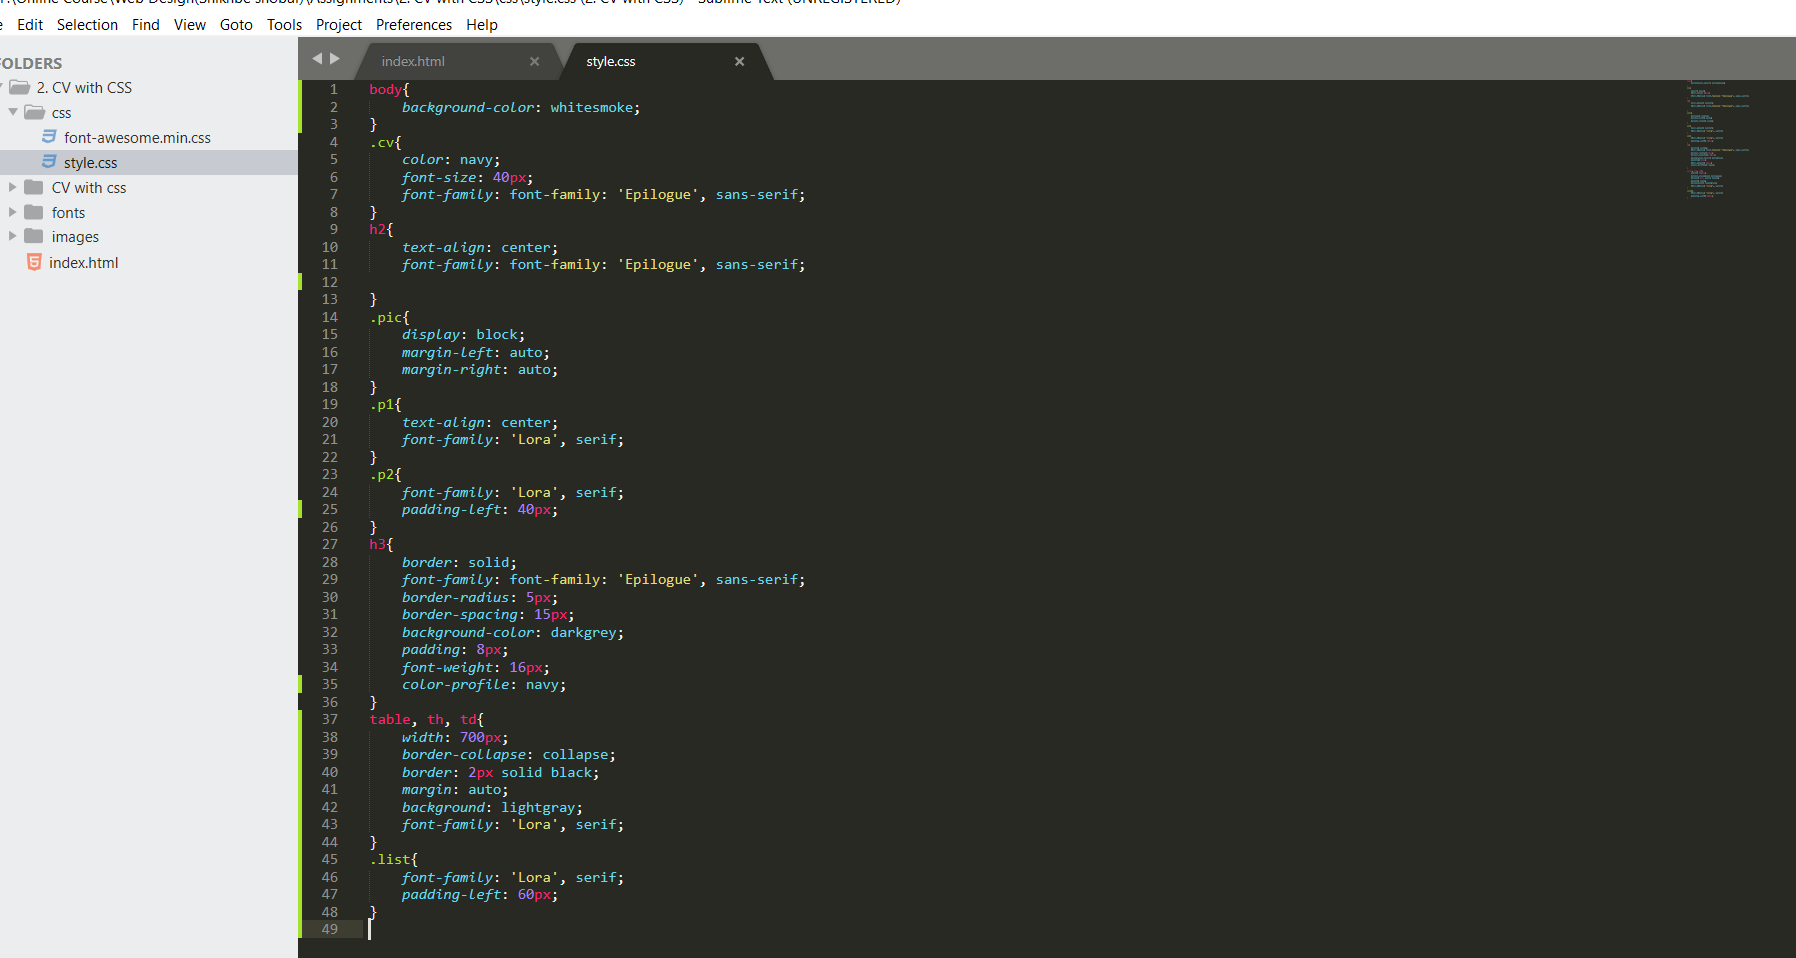 Edit Selection Find View Goto Tools Project Preferences Help
FOLDERS
2. CV with CSS
css
font-awesome.min.css
style.css
CV with css
fonts
images
index.html
index.html × style.css ×
1 body{
2 background-color: whitesmoke;
3 }
4 .cv{
5 color: navy;
6 font-size: 40px;
7 font-family: font-family: 'Epilogue', sans-serif;
8 }
9 h2{
10 text-align: center;
11 font-family: font-family: 'Epilogue', sans-serif;
12
13 }
14 .pic{
15 display: block;
16 margin-left: auto;
17 margin-right: auto;
18 }
19 .p1{
20 text-align: center;
21 font-family: 'Lora', serif;
22 }
23 .p2{
24 font-family: 'Lora', serif;
25 padding-left: 40px;
26 }
27 h3{
28 border: solid;
29 font-family: font-family: 'Epilogue', sans-serif;
30 border-radius: 5px;
31 border-spacing: 15px;
32 background-color: darkgrey;
33 padding: 8px;
34 font-weight: 16px;
35 color-profile: navy;
36 }
37 table, th, td{
38 width: 700px;
39 border-collapse: collapse;
40 border: 2px solid black;
41 margin: auto;
42 background: lightgray;
43 font-family: 'Lora', serif;
44 }
45 .list{
46 font-family: 'Lora', serif;
47 padding-left: 60px;
48 }
49